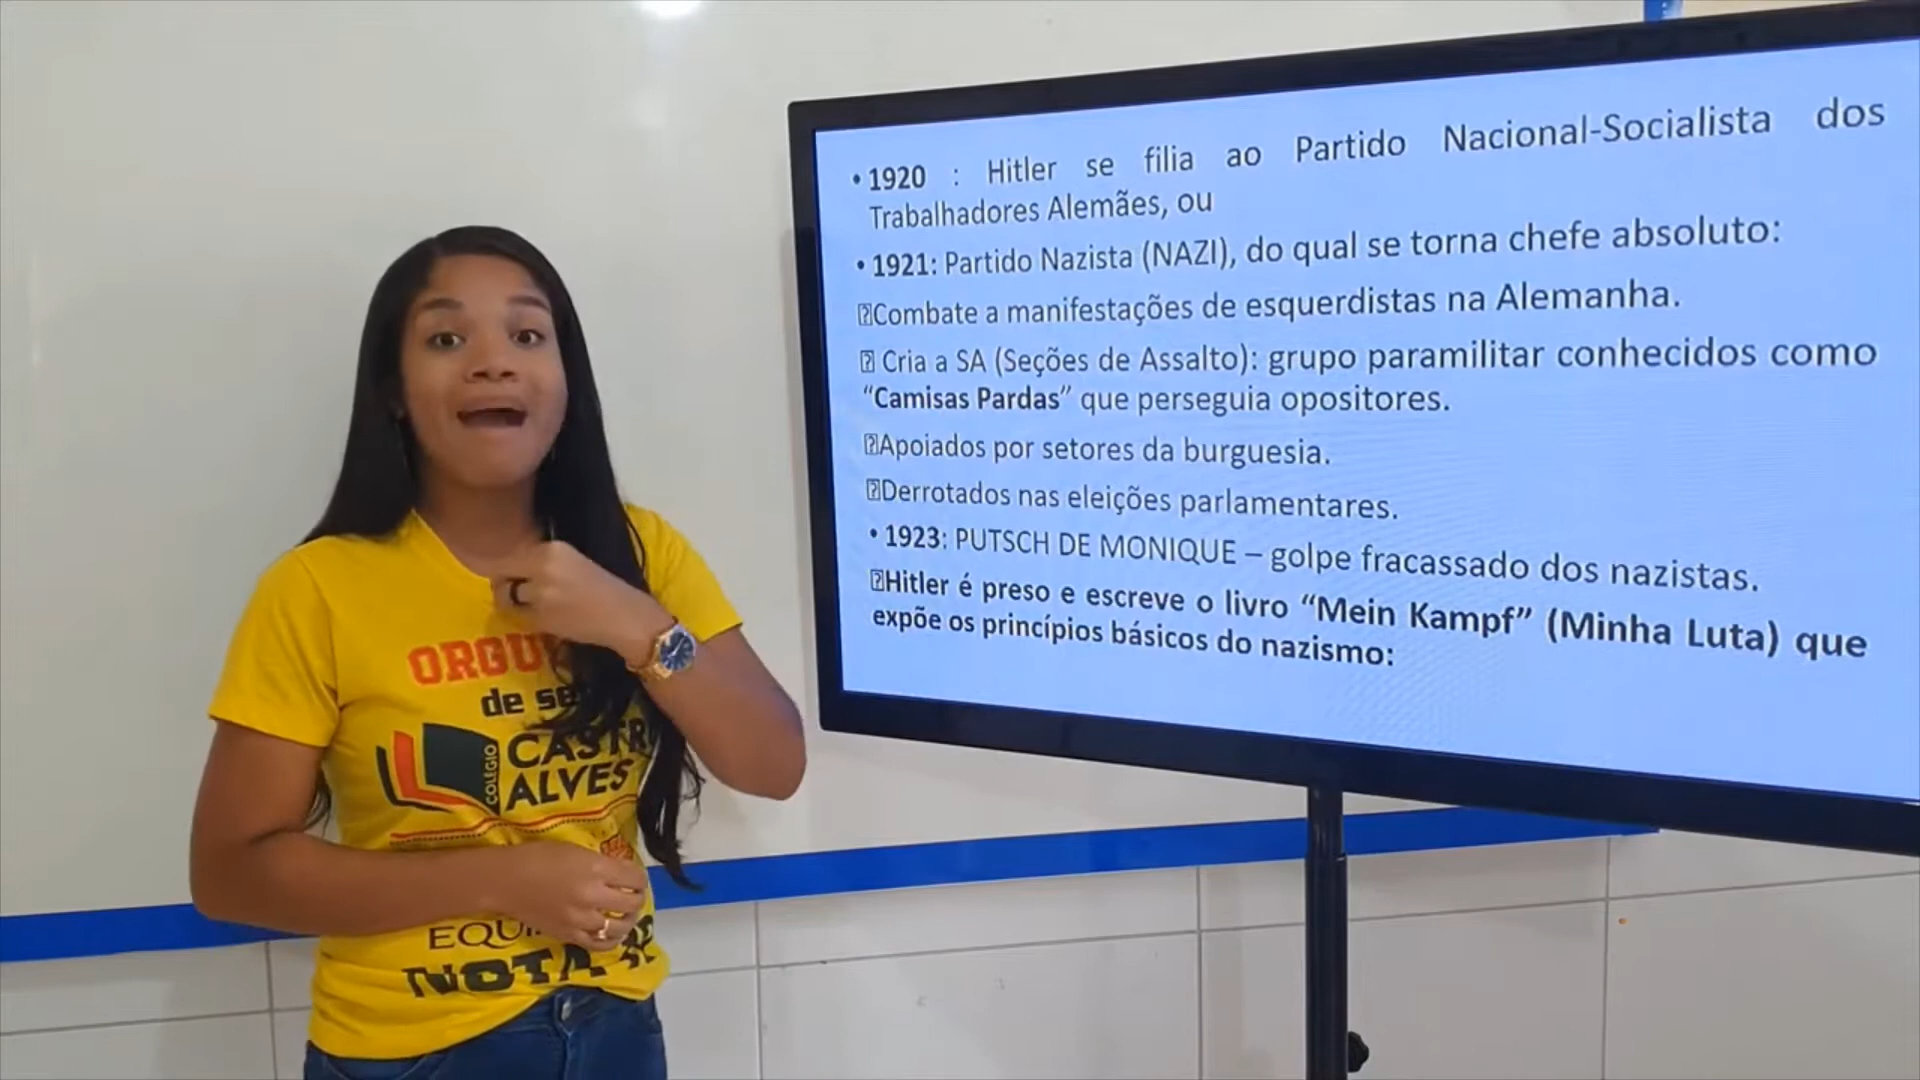 • 1920 : Hitler se filia ao Partido Nacional-Socialista dos
Trabalhadores Alemães, ou
• 1921: Partido Nazista (NAZI), do qual se torna chefe absoluto:
Combate a manifestações de esquerdistas na Alemanha.
Cria a SA (Seções de Assalto): grupo paramilitar conhecidos como
“Camisas Pardas” que perseguia opositores.
Apoiados por setores da burguesia.
Derrotados nas eleições parlamentares.
• 1923: PUTSCH DE MONIQUE – golpe fracassado dos nazistas.
Hitler é preso e escreve o livro “Mein Kampf” (Minha Luta) que
expõe os princípios básicos do nazismo:
de
COLÉGIO
ALVES